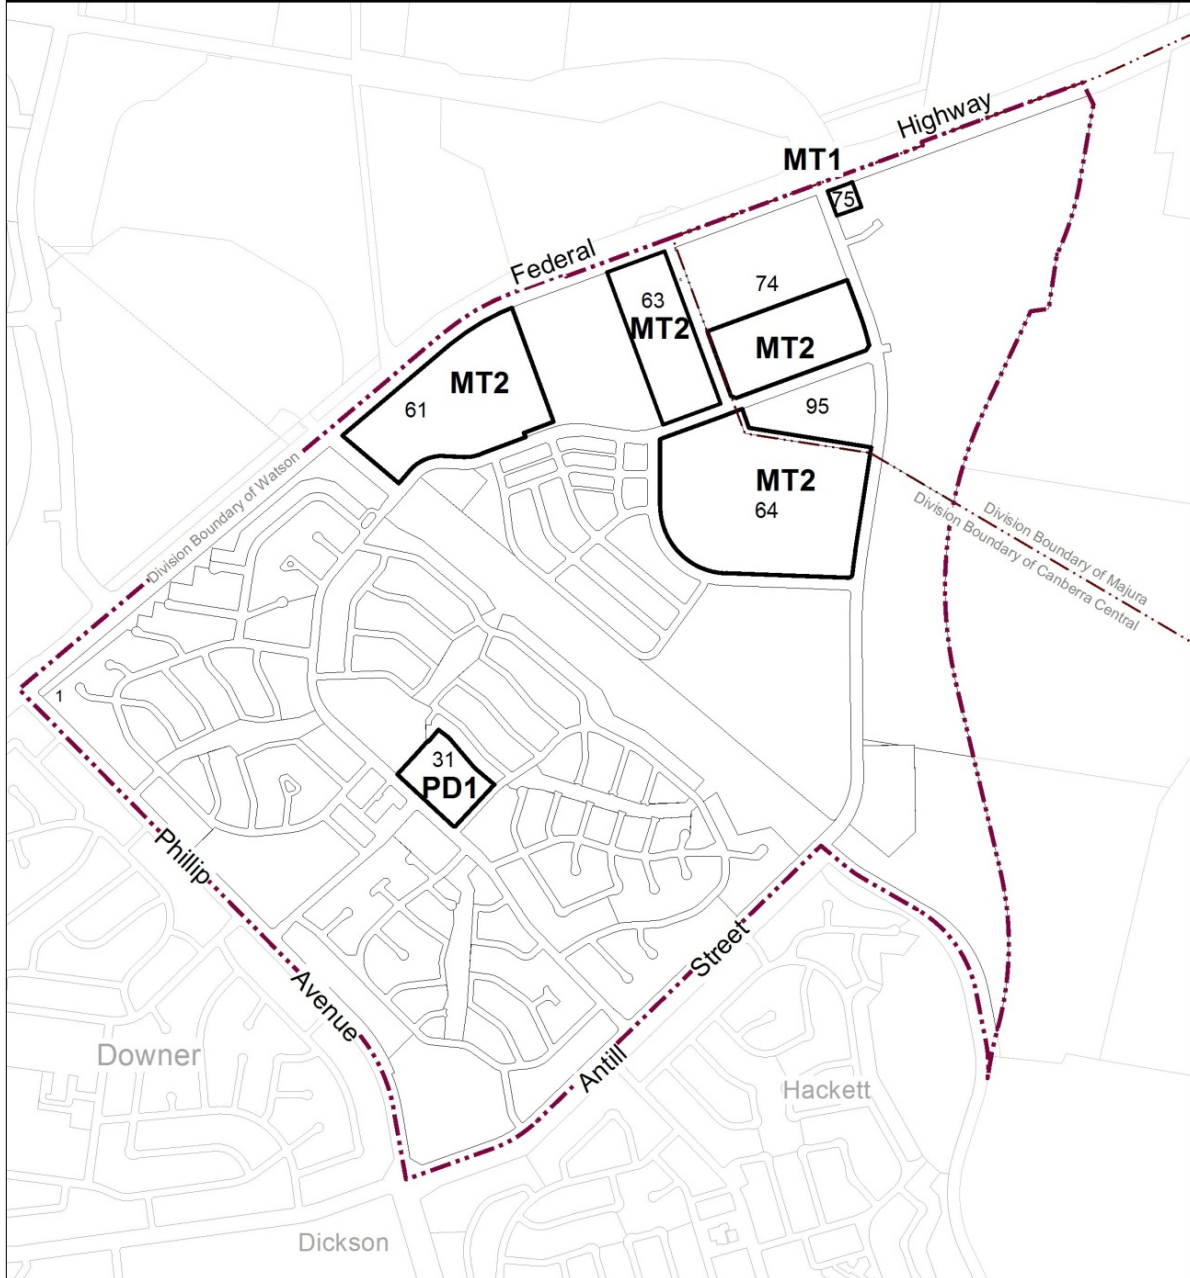 Highway
MT1
75
Federal
74
63
MT2
MT2
MT2
61
95
MT2
64
Division Boundary of Watson
Division Boundary of Majura
Division Boundary of Canberra Central
1
31
PD1
Phillip
Street
Avenue
Downer
Antill
Hackett
Dickson